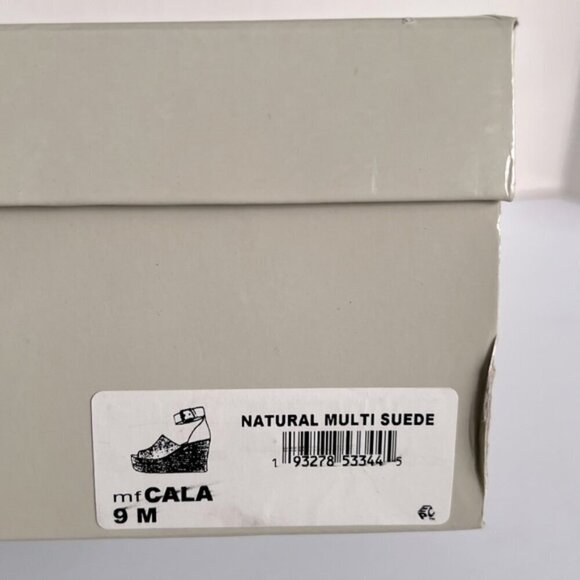 NATURAL MULTI SUEDE
1 93278 53344 5
mfCALA
9 M